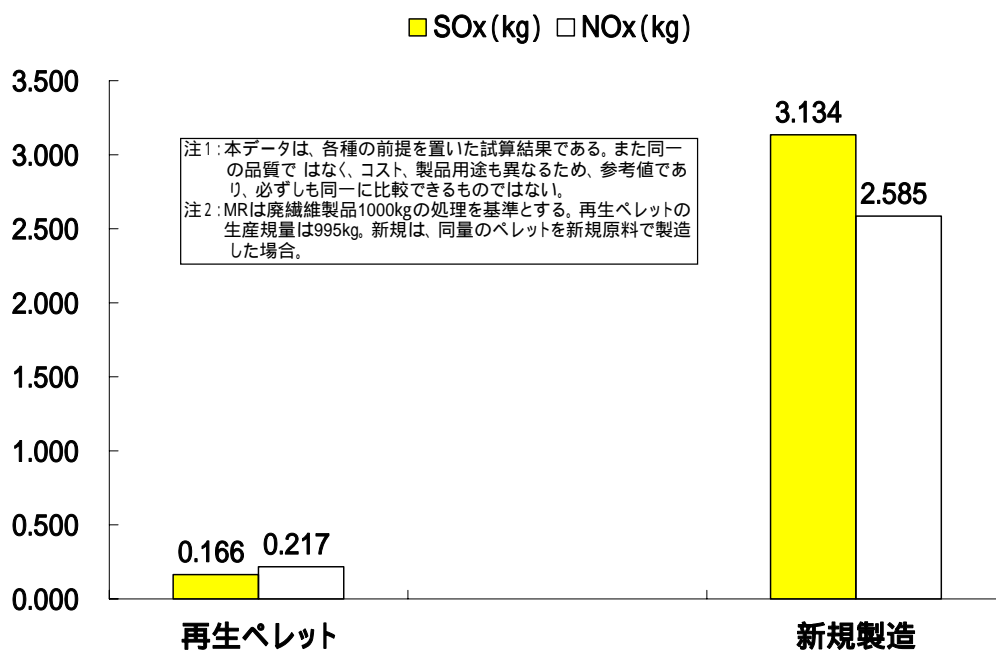 SOx(kg) NOx(kg)
3.500
3.134
注1:本データは、各種の前提を置いた試算結果である。また同一
3.000
の品質で はなく、コスト、製品用途も異なるため、参考値であ
り、必ずしも同一に比較できるものではない。
2.585
注2:MRは廃繊維製品1000kgの処理を基準とする。再生ペレットの
2.500
生産規量は995kg。新規は、同量のペレットを新規原料で製造
した場合。
2.000
1.500
1.000
0.500
0.166
0.217
0.000
再生ペレット
新規製造